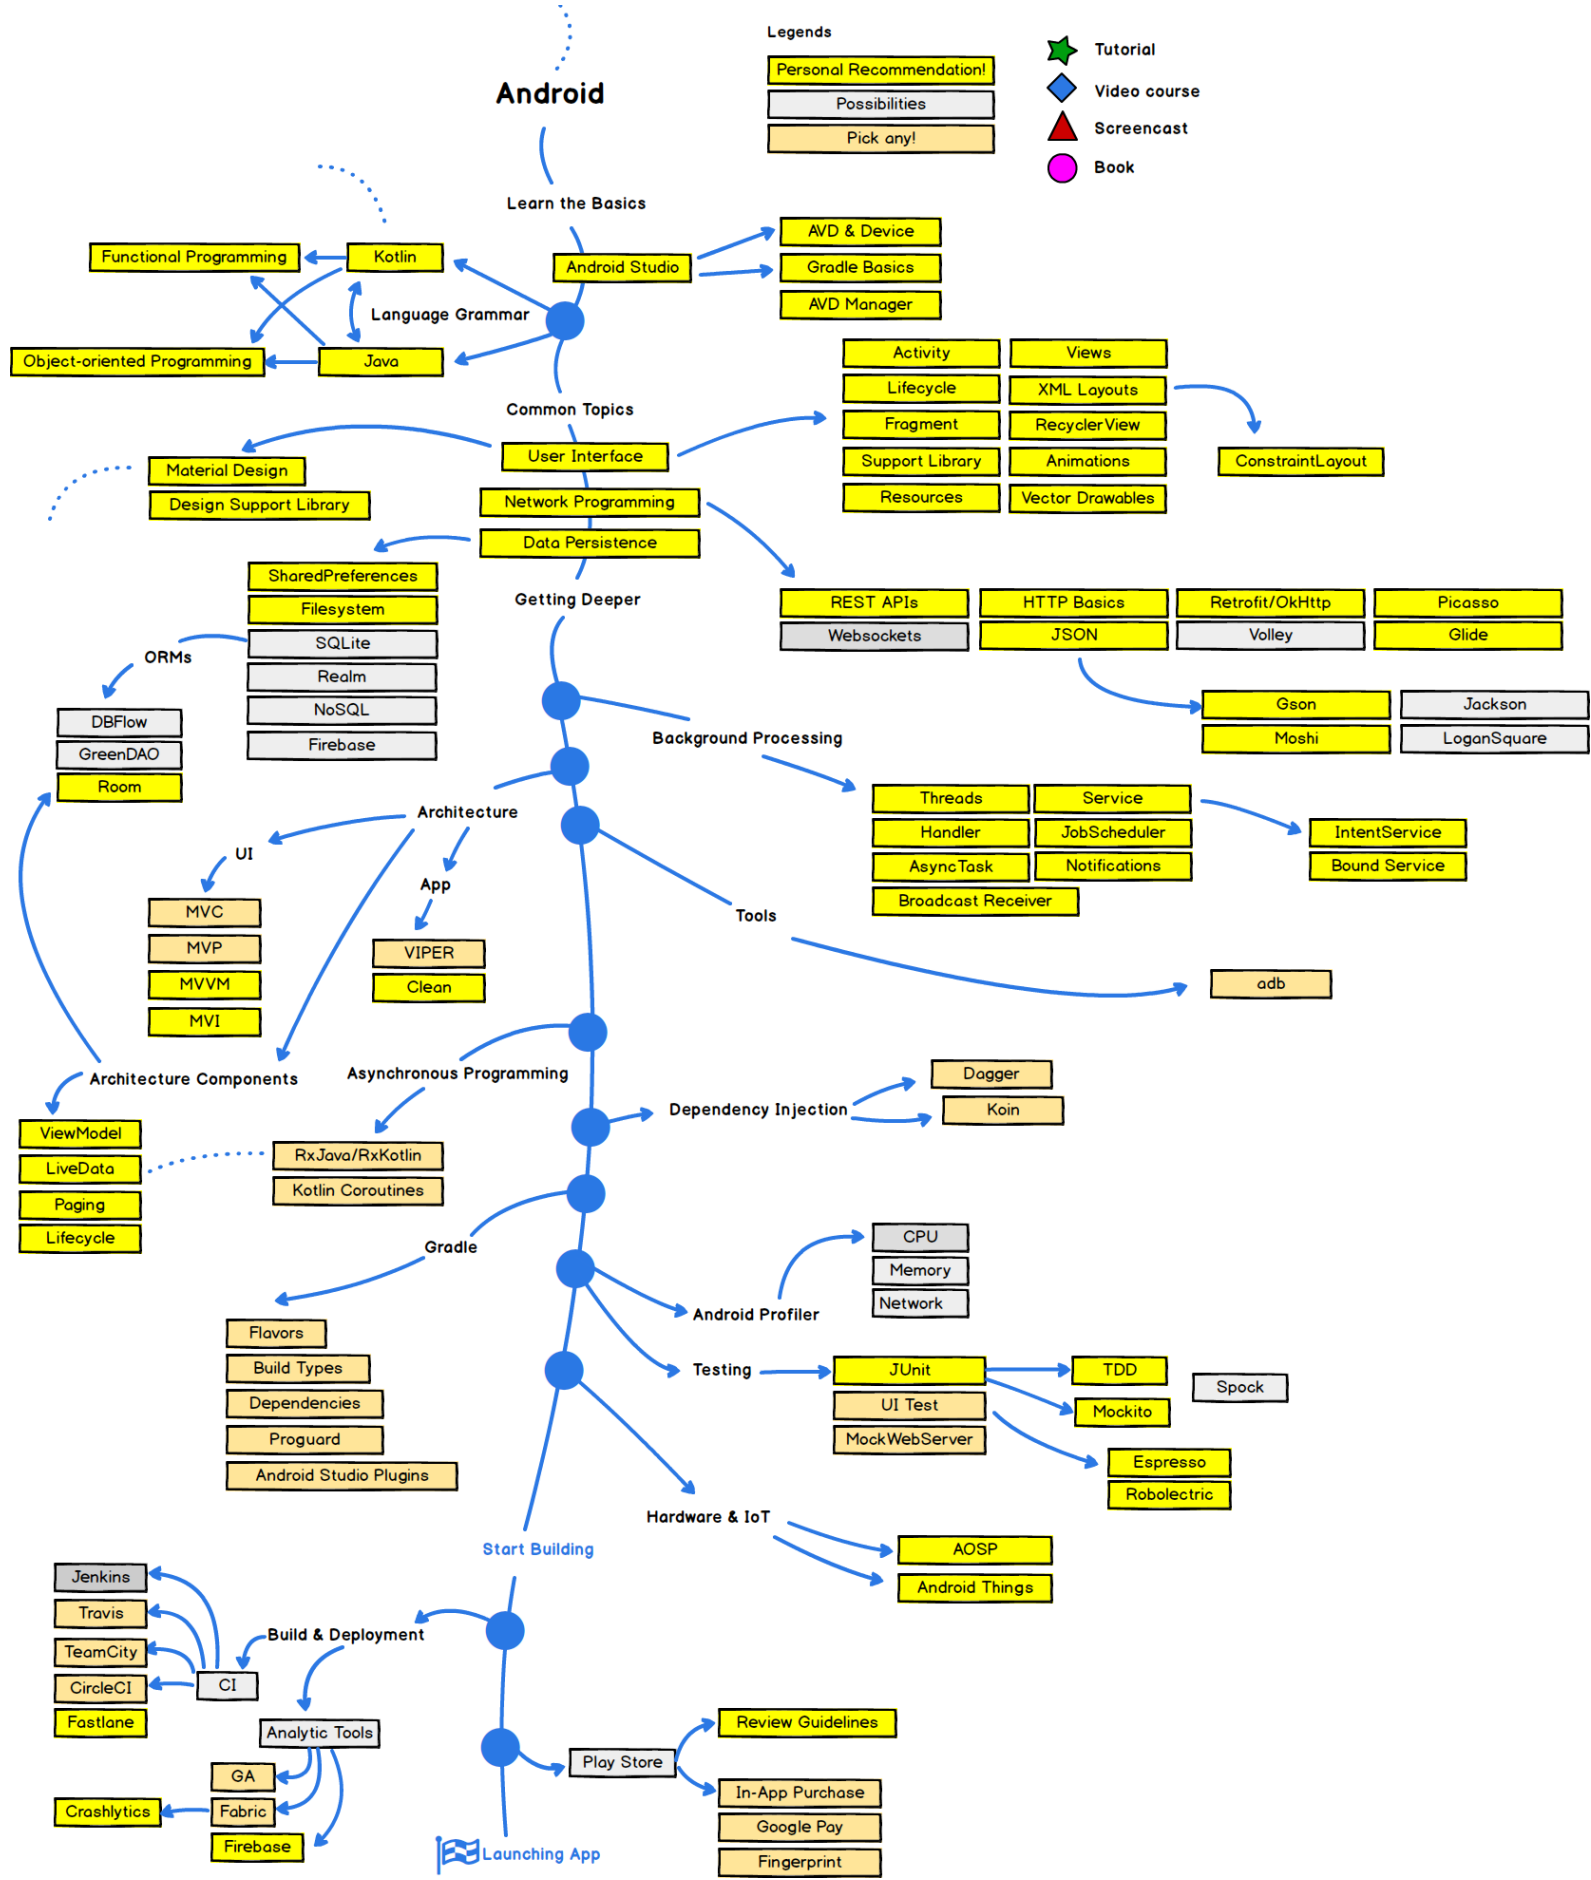 Legends
Personal Recommendation!
Possibilities
Pick any!
Tutorial
Video course
Screencast
Book
Android
Learn the Basics
Android Studio
AVD & Device
Gradle Basics
AVD Manager
Functional Programming
Kotlin
Language Grammar
Object-oriented Programming
Java
Common Topics
User Interface
Network Programming
Data Persistence
Activity
Views
Lifecycle
XML Layouts
Fragment
RecyclerView
Support Library
Animations
Resources
Vector Drawables
ConstraintLayout
Material Design
Design Support Library
SharedPreferences
Filesystem
SQLite
Realm
NoSQL
Firebase
ORMs
DBFlow
GreenDAO
Room
Getting Deeper
REST APIs
HTTP Basics
Retrofit/OkHttp
Picasso
Websockets
JSON
Volley
Glide
Gson
Jackson
Moshi
LoganSquare
Background Processing
Threads
Service
Handler
JobScheduler
AsyncTask
Notifications
Broadcast Receiver
IntentService
Bound Service
Architecture
UI
MVC
MVP
MVVM
MVI
App
VIPER
Clean
Tools
adb
Architecture Components
ViewModel
LiveData
Paging
Lifecycle
Asynchronous Programming
RxJava/RxKotlin
Kotlin Coroutines
Dependency Injection
Dagger
Koin
Gradle
Flavors
Build Types
Dependencies
Proguard
Android Studio Plugins
Android Profiler
CPU
Memory
Network
Testing
JUnit
UI Test
MockWebServer
TDD
Mockito
Spock
Espresso
Robolectric
Hardware & IoT
AOSP
Android Things
Start Building
Build & Deployment
Jenkins
Travis
TeamCity
CircleCI
Fastlane
CI
Analytic Tools
GA
Fabric
Firebase
Crashlytics
Play Store
Review Guidelines
In-App Purchase
Google Pay
Fingerprint
Launching App